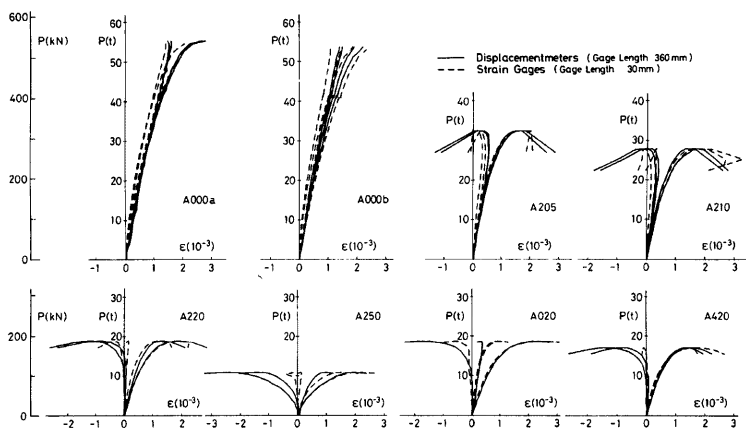 600
P(kN)
500
400
300
200
100
0
60
P(t)
50
40
30
20
10
A000a
ε(10⁻³)
-1 0 1 2 3
60
P(t)
50
40
30
20
10
A000b
ε(10⁻³)
-1 0 1 2 3
Displacementmeters (Gage Length 360mm)
Strain Gages (Gage Length 30mm)
40
P(t)
30
20
10
A205
ε(10⁻³)
-1 0 1 2 3
40
P(t)
30
20
10
A210
ε(10⁻³)
-2 -1 0 1 2 3
P(kN)
200
100
0
30
P(t)
20
10
A220
ε(10⁻³)
-2 -1 0 1 2
30
P(t)
20
10
A250
ε(10⁻³)
-2 -1 0 1 2
30
P(t)
20
10
A020
ε(10⁻³)
-2 -1 0 1 2 3
30
P(t)
20
10
A420
ε(10⁻³)
-2 -1 0 1 2 3